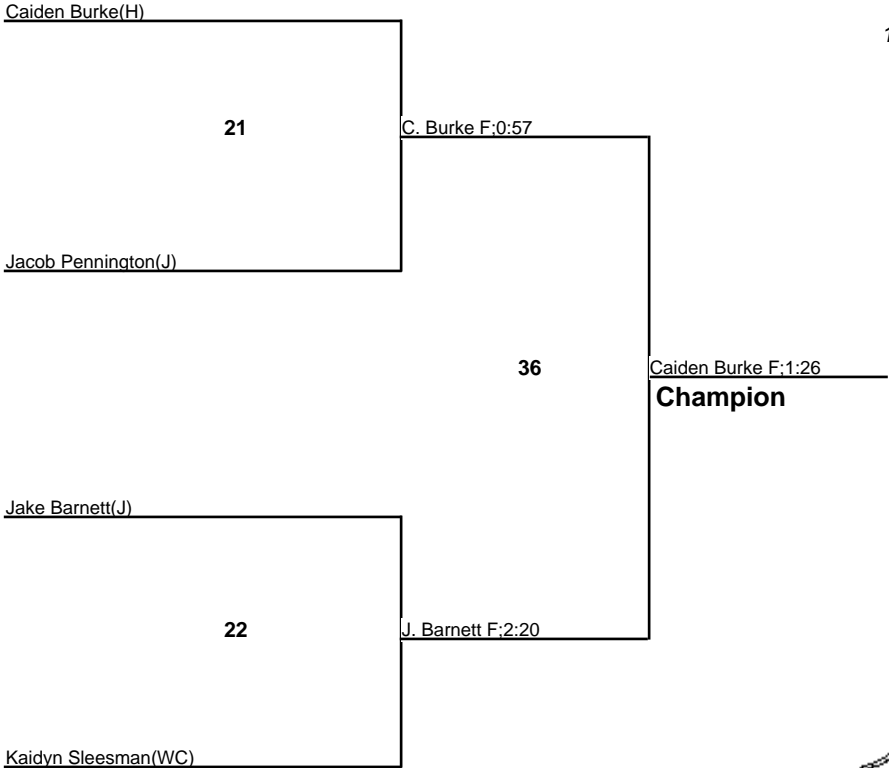 Caiden Burke(H)
21
C. Burke F;0:57
Jacob Pennington(J)
36
Caiden Burke F;1:26
Champion
Jake Barnett(J)
22
J. Barnett F;2:20
Kaidyn Sleesman(WC)